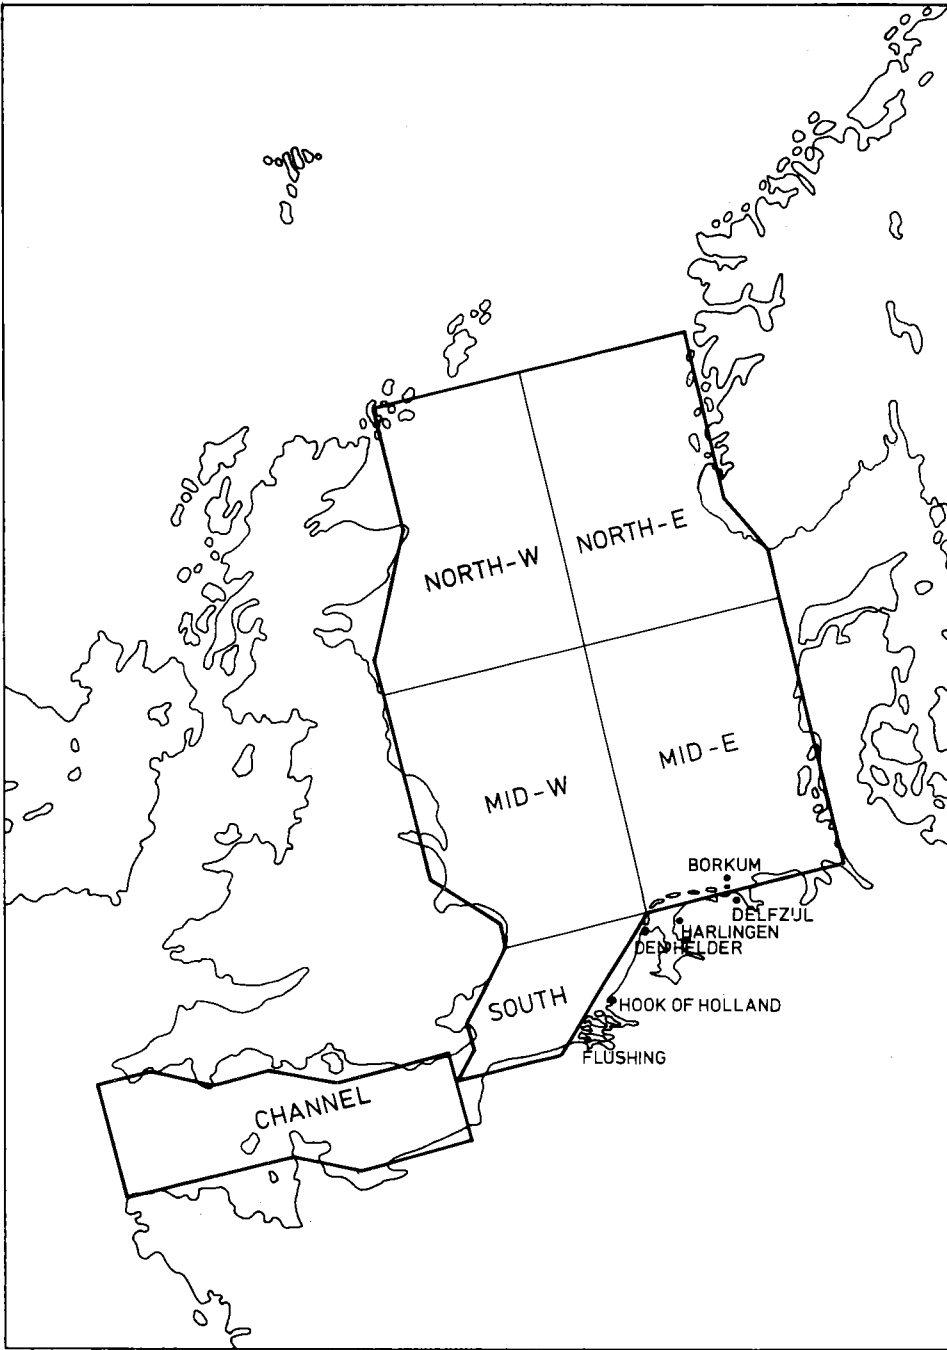 NORTH-W
NORTH-E
MID-W
MID-E
BORKUM
DELFZIJL
HARLINGEN
DEN HELDER
SOUTH
HOOK OF HOLLAND
FLUSHING
CHANNEL